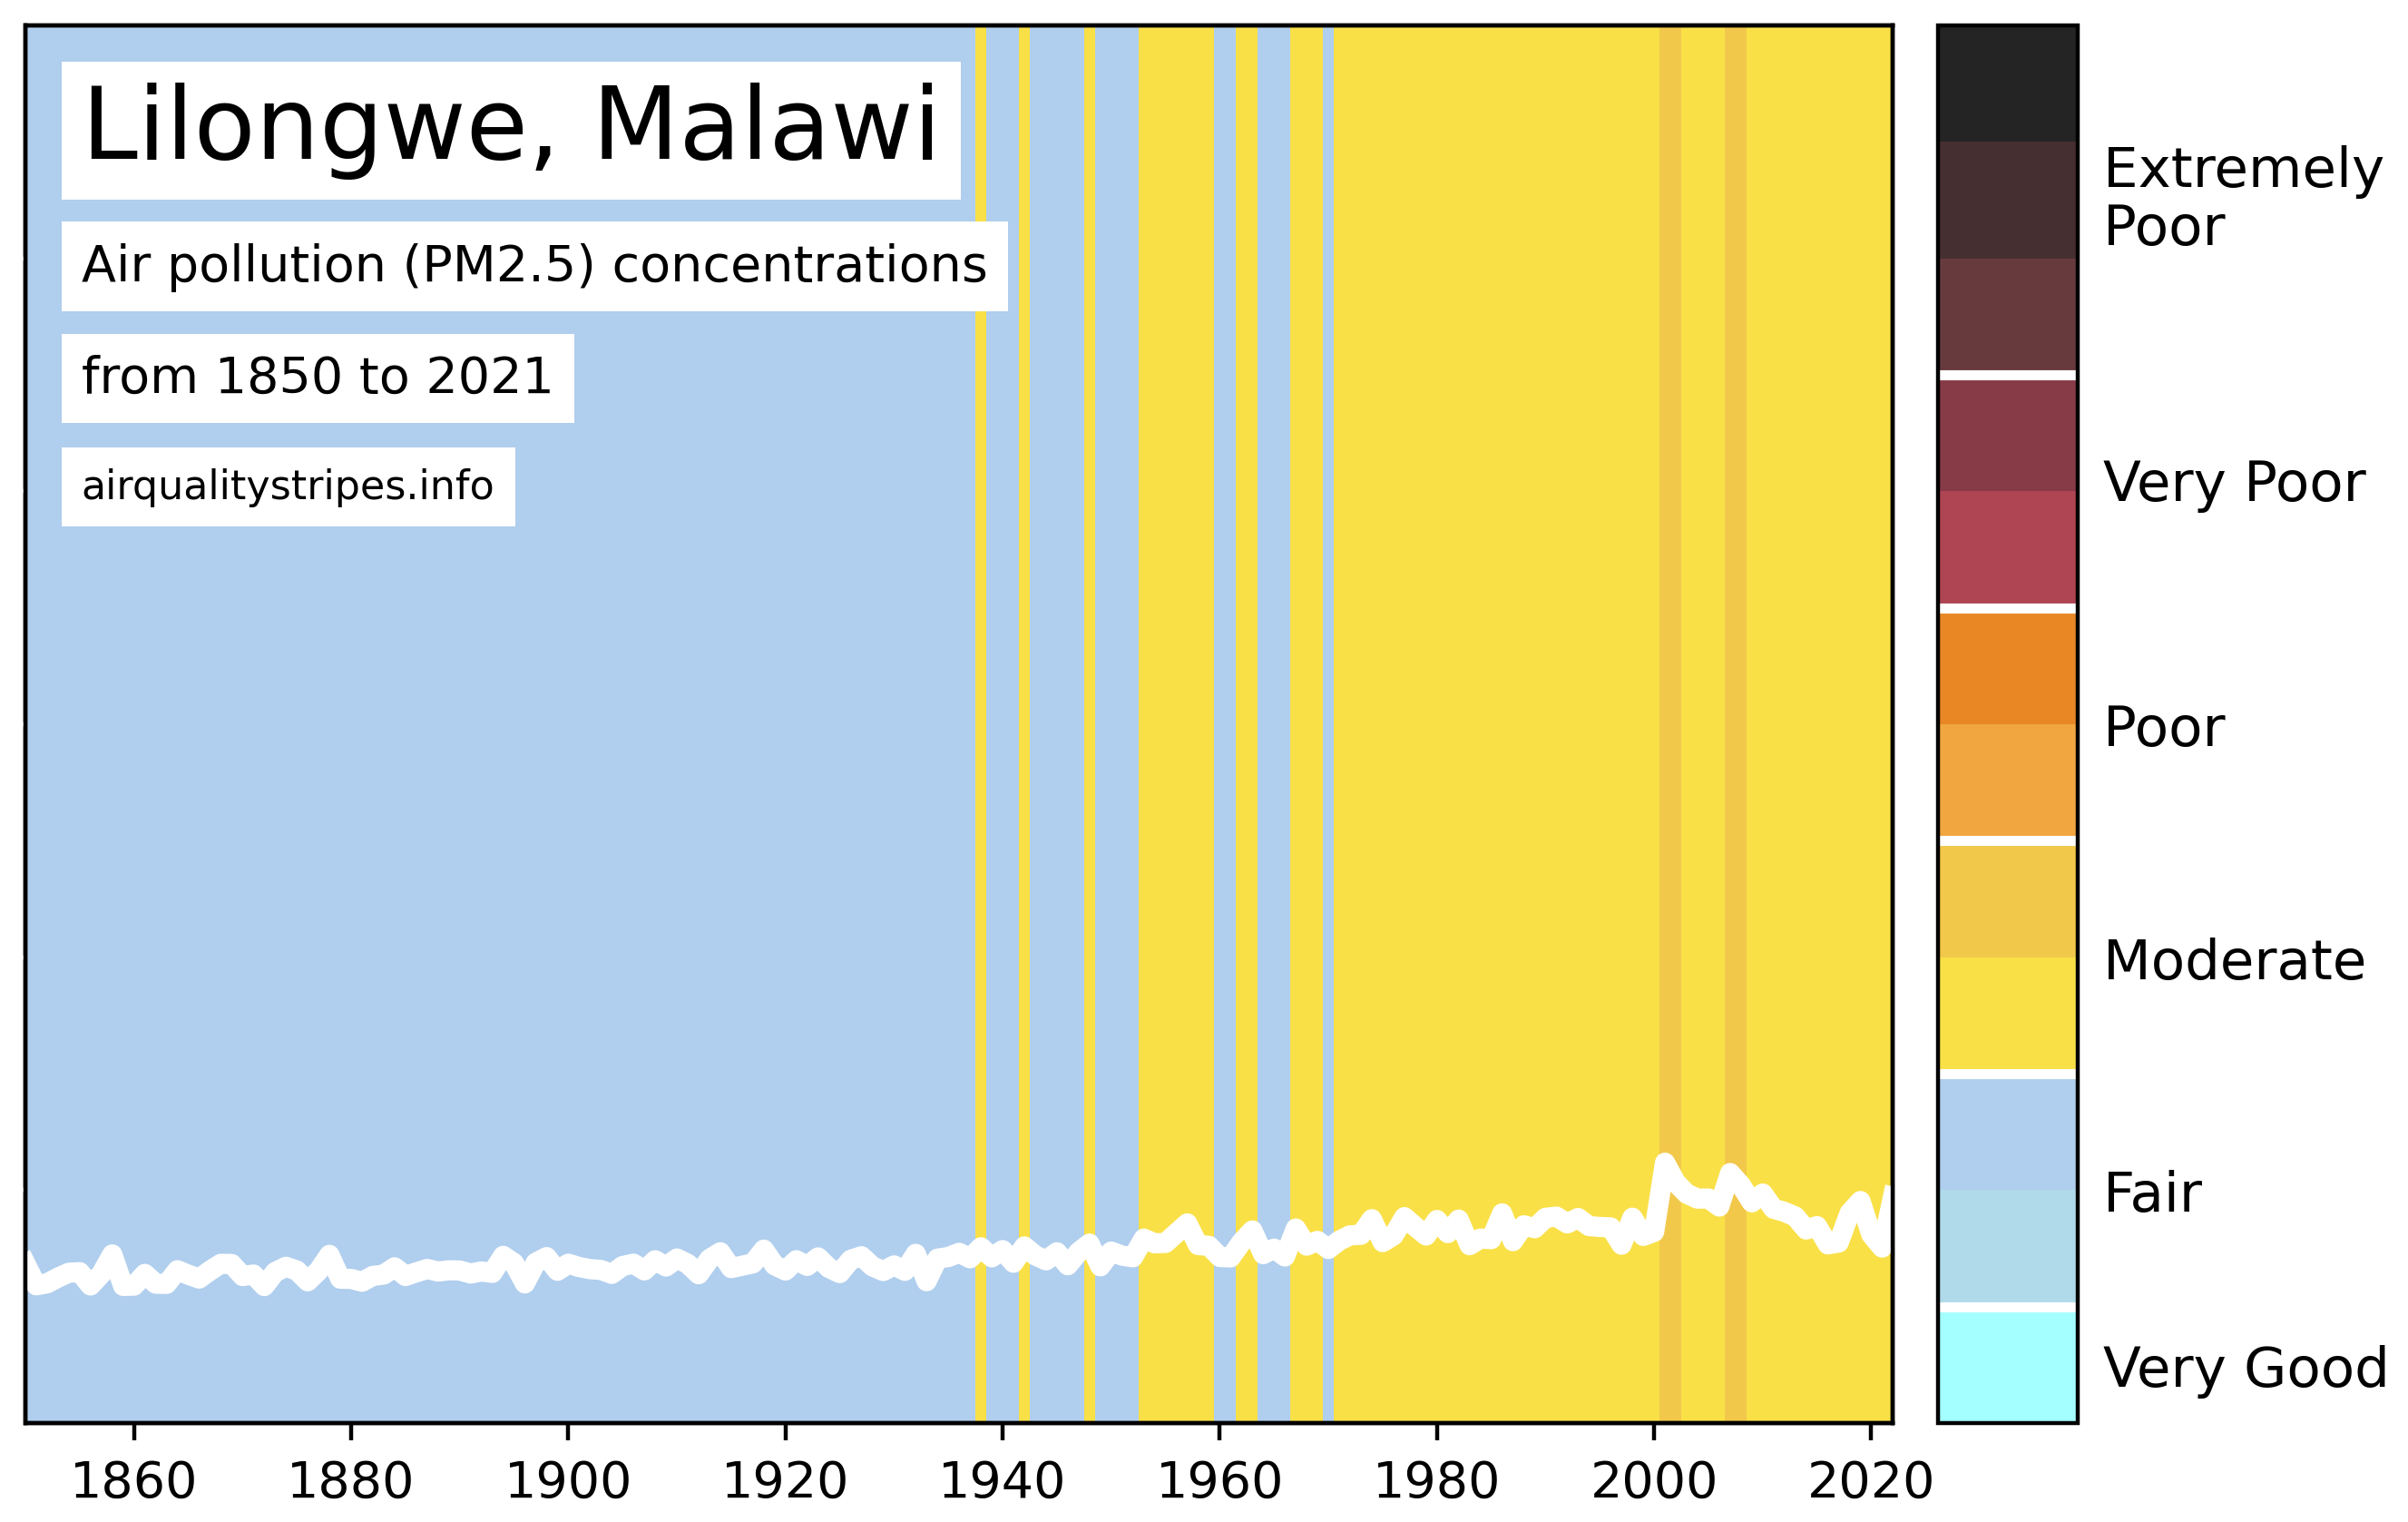 Lilongwe, Malawi
Air pollution (PM2.5) concentrations
from 1850 to 2021
airqualitystripes.info
Extremely
Poor
Very Poor
Poor
Moderate
Fair
Very Good
1860 1880 1900 1920 1940 1960 1980 2000 2020